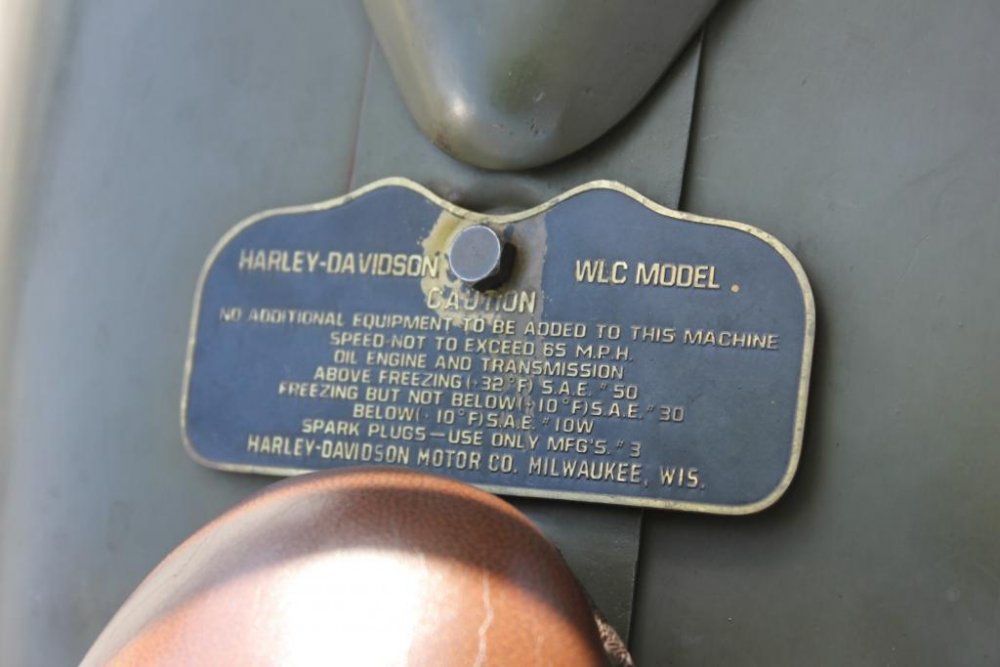 HARLEY-DAVIDSON WLC MODEL.
CAUTION
NO ADDITIONAL EQUIPMENT TO BE ADDED TO THIS MACHINE
SPEED NOT TO EXCEED 65 M.P.H.
OIL ENGINE AND TRANSMISSION
ABOVE FREEZING (+32°F) S.A.E. #50
FREEZING BUT NOT BELOW (+10°F) S.A.E. #30
BELOW (+10°F) S.A.E. #10W
SPARK PLUGS—USE ONLY MFG'S. #3
HARLEY-DAVIDSON MOTOR CO. MILWAUKEE, WIS.